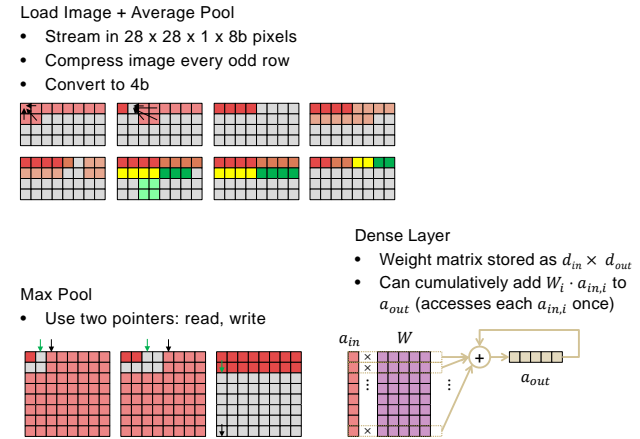 Load Image + Average Pool
• Stream in 28 x 28 x 1 x 8b pixels
• Compress image every odd row
• Convert to 4b
Dense Layer
• Weight matrix stored as d_in × d_out
• Can cumulatively add W_i · a_in,i to
a_out (accesses each a_in,i once)
Max Pool
• Use two pointers: read, write
a_in W
×
×
⋮ ⋮ ⋮
×
+
a_out